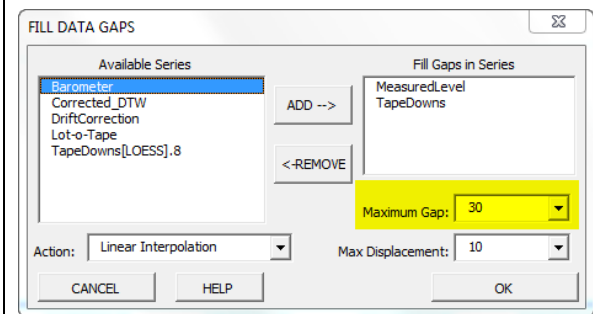 FILL DATA GAPS
Available Series
Fill Gaps in Series
Barometer
Corrected_DTW
DriftCorrection
Lot-o-Tape
TapeDowns[LOESS].8
ADD -->
<-REMOVE
MeasuredLevel
TapeDowns
Maximum Gap: 30
Action: Linear Interpolation
Max Displacement: 10
CANCEL
HELP
OK